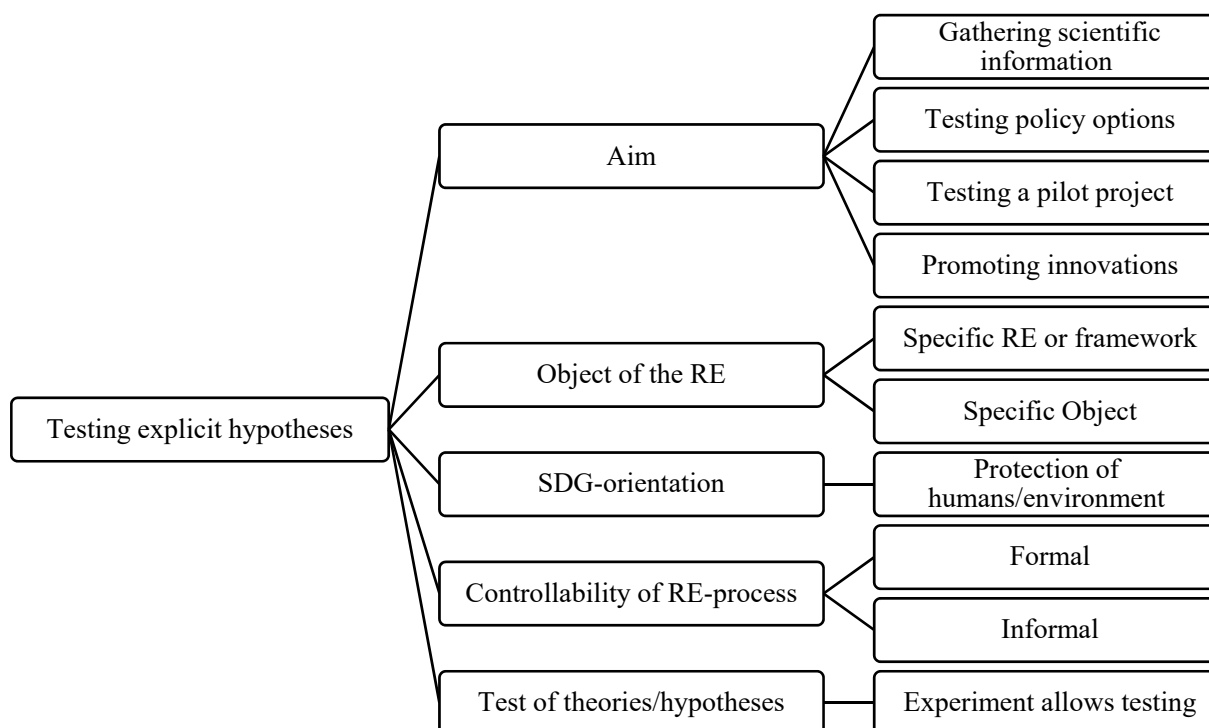 Gathering scientific
information
Testing policy options
Aim
Testing a pilot project
Promoting innovations
Specific RE or framework
Object of the RE
Specific Object
Testing explicit hypotheses
Protection of
humans/environment
SDG-orientation
Formal
Controllability of RE-process
Informal
Test of theories/hypotheses
Experiment allows testing